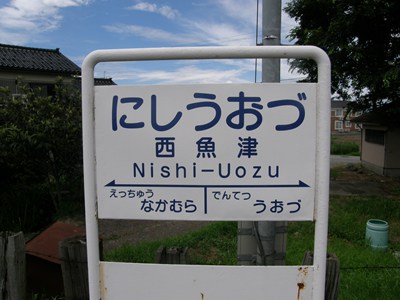 にしうおづ
西魚津
Nishi-Uozu
えっちゅう でんてつ
なかむら うおづ